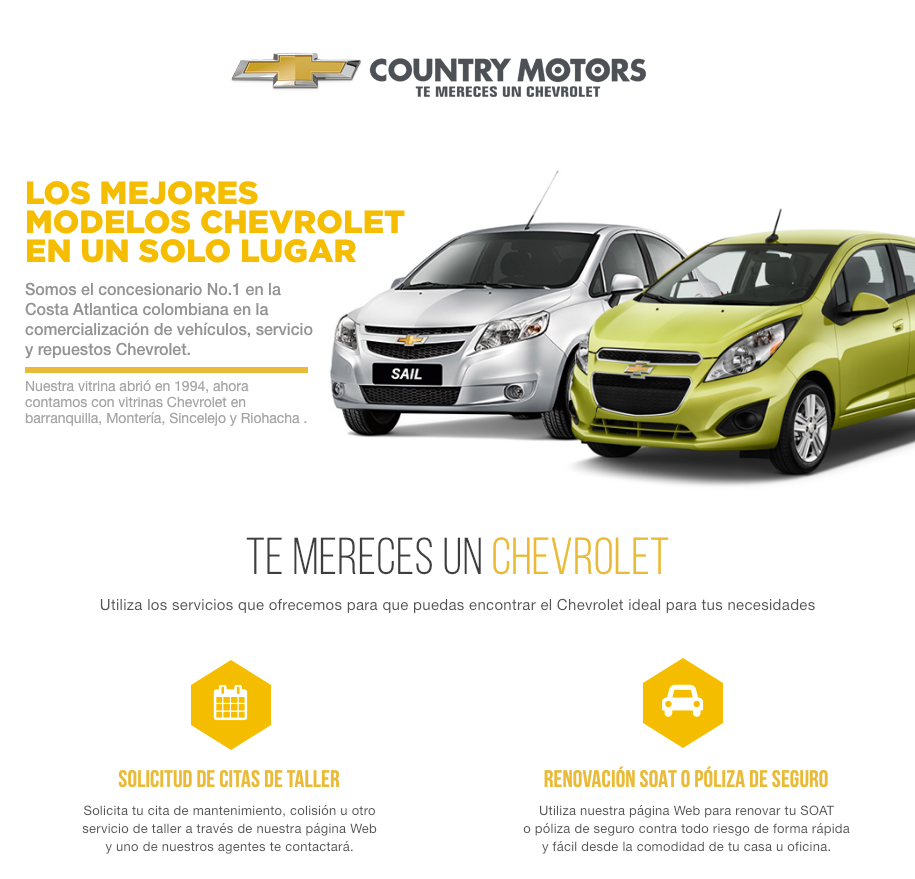 COUNTRY MOTORS
TE MERECES UN CHEVROLET
LOS MEJORES
MODELOS CHEVROLET
EN UN SOLO LUGAR
Somos el concesionario No.1 en la
Costa Atlantica colombiana en la
comercialización de vehículos, servicio
y repuestos Chevrolet.
Nuestra vitrina abrió en 1994, ahora
contamos con vitrinas Chevrolet en
barranquilla, Montería, Sincelejo y Riohacha .
SAIL
TE MERECES UN CHEVROLET
Utiliza los servicios que ofrecemos para que puedas encontrar el Chevrolet ideal para tus necesidades
SOLICITUD DE CITAS DE TALLER
Solicita tu cita de mantenimiento, colisión u otro
servicio de taller a través de nuestra página Web
y uno de nuestros agentes te contactará.
RENOVACIÓN SOAT O PÓLIZA DE SEGURO
Utiliza nuestra página Web para renovar tu SOAT
o póliza de seguro contra todo riesgo de forma rápida
y fácil desde la comodidad de tu casa u oficina.